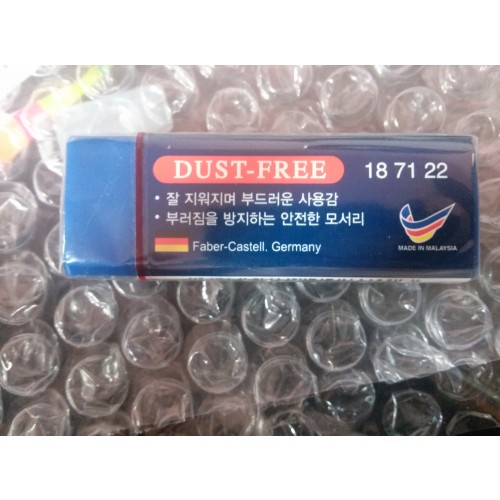 DUST-FREE 18 71 22
• 잘 지워지며 부드러운 사용감
• 부러짐을 방지하는 안전한 모서리
Faber-Castell. Germany
MADE IN MALAYSIA